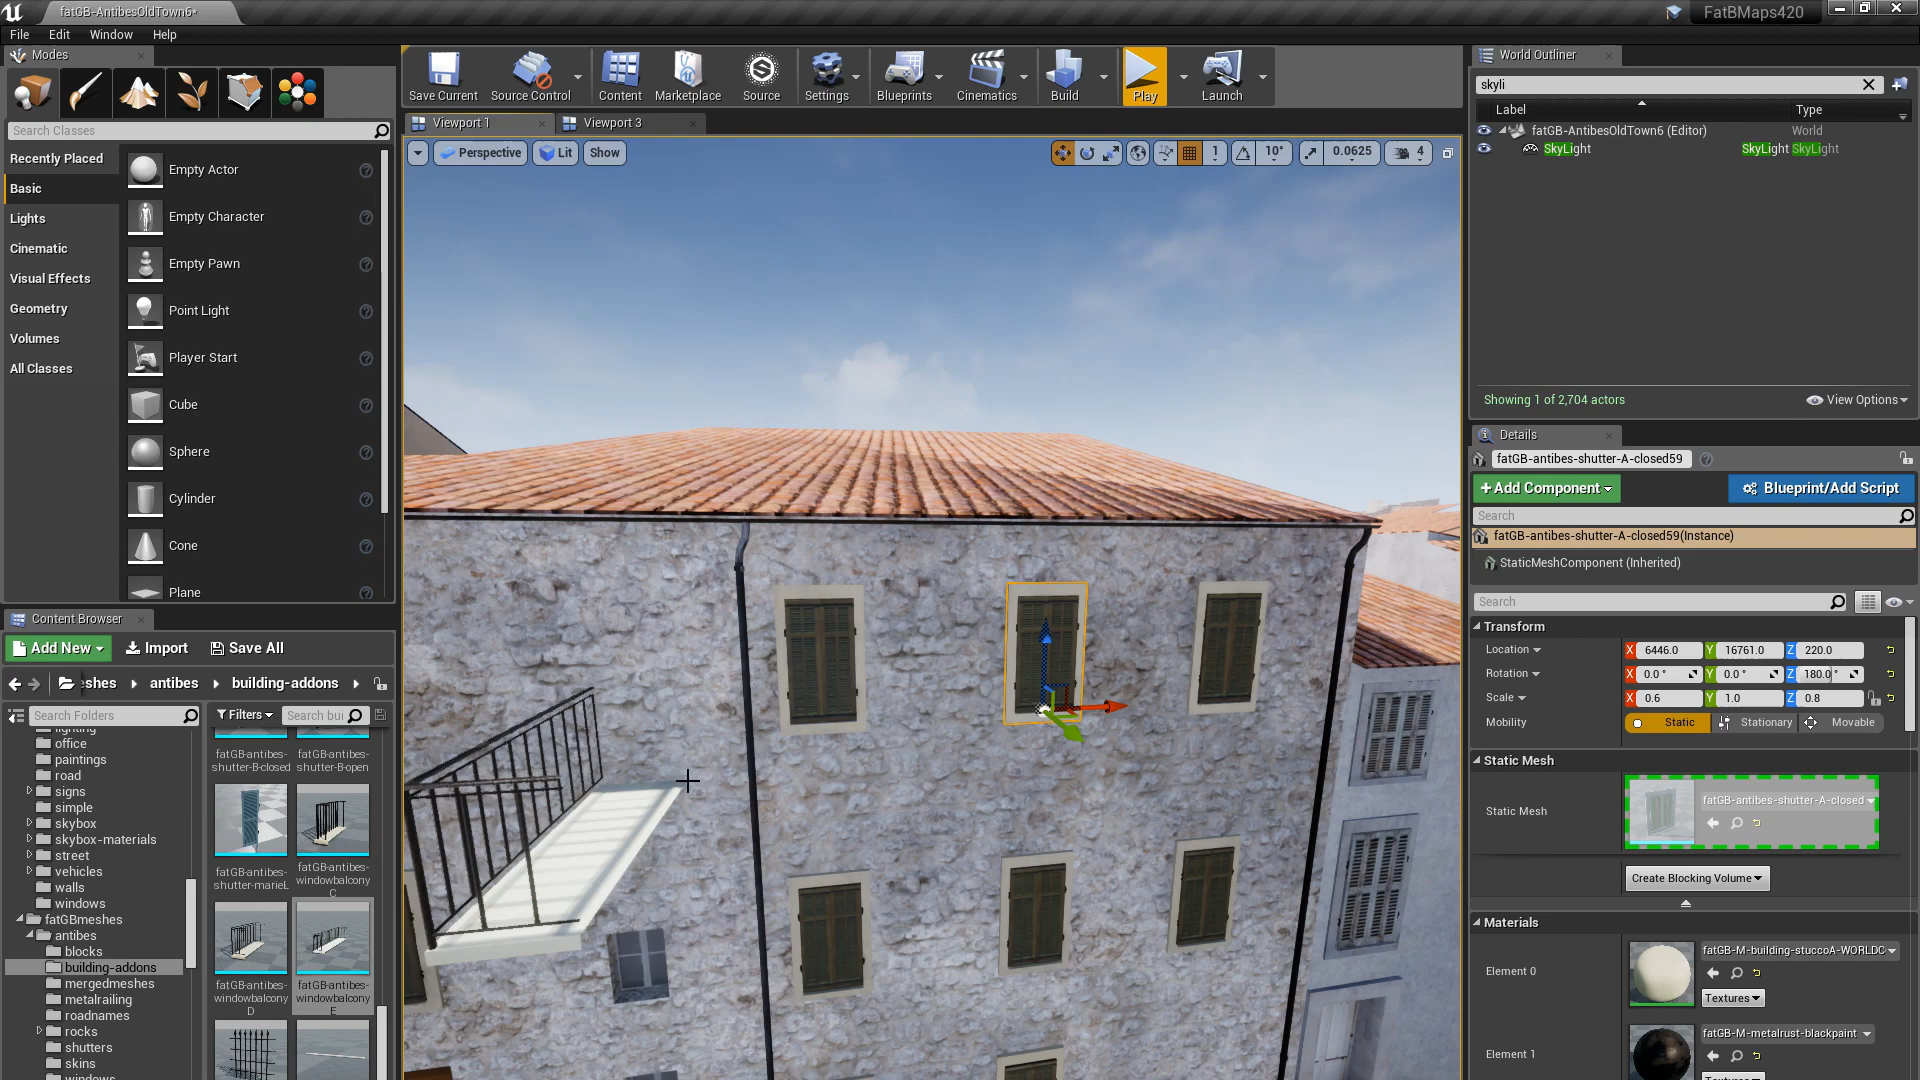 fatGB-AntibesOldTown6*
FatBMaps420
File Edit Window Help
Modes
Search Classes
Recently Placed
Basic
Lights
Cinematic
Visual Effects
Geometry
Volumes
All Classes
Empty Actor
Empty Character
Empty Pawn
Point Light
Player Start
Cube
Sphere
Cylinder
Cone
Plane
Save Current
Source Control
Content
Marketplace
Source
Settings
Blueprints
Cinematics
Build
Play
Launch
Viewport 1
Viewport 3
Perspective
Lit
Show
1
10°
0.0625
4
World Outliner
skyli
Label
Type
fatGB-AntibesOldTown6 (Editor)
World
SkyLight
SkyLight SkyLight
Showing 1 of 2,704 actors
View Options
Details
fatGB-antibes-shutter-A-closed59
+Add Component
Blueprint/Add Script
Search
fatGB-antibes-shutter-A-closed59(Instance)
StaticMeshComponent (Inherited)
Search
Transform
Location X 6446.0 Y 16761.0 Z 220.0
Rotation X 0.0 ° Y 0.0 ° Z 180.0 °
Scale X 0.6 Y 1.0 Z 0.8
Mobility Static Stationary Movable
Static Mesh
Static Mesh
fatGB-antibes-shutter-A-closed
Create Blocking Volume
Materials
Element 0
fatGB-M-building-stuccoA-WORLDC
Textures
Element 1
fatGB-M-metalrust-blackpaint
Textures
Content Browser
Add New
Import
Save All
shes
antibes
building-addons
Search Folders
Filters
Search bui
lighting
office
paintings
road
signs
simple
skybox
skybox-materials
street
vehicles
walls
windows
fatGBmeshes
antibes
blocks
building-addons
mergedmeshes
metalrailing
roadnames
rocks
shutters
skins
windows
fatGB-antibes-
shutter-B-closed
fatGB-antibes-
shutter-B-open
fatGB-antibes-
shutter-marieL
fatGB-antibes-
windowbalcony
C
fatGB-antibes-
windowbalcony
D
fatGB-antibes-
windowbalcony
E